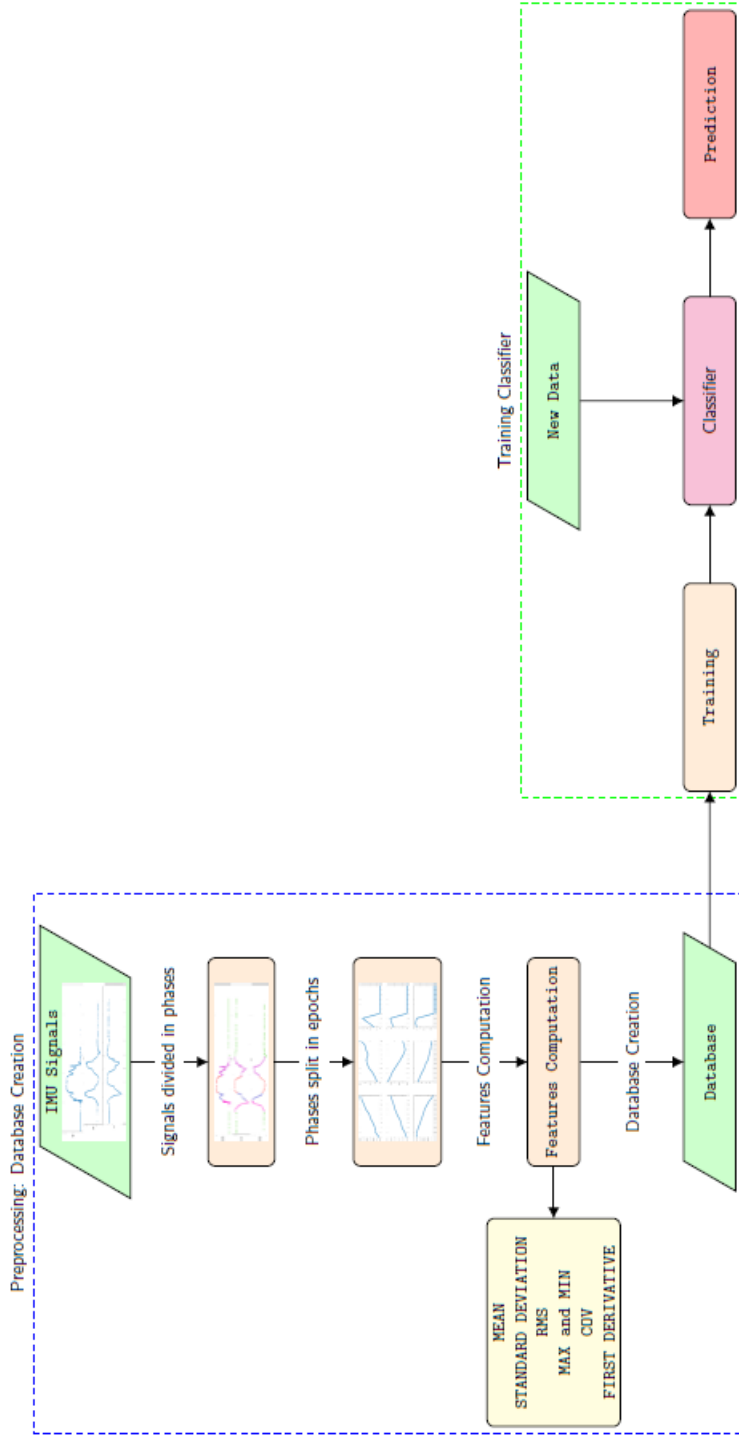 Preprocessing: Database Creation
IMU Signals
Signals divided in phases
Phases split in epochs
Features Computation
Features Computation
MEAN
STANDARD DEVIATION
RMS
MAX and MIN
COV
FIRST DERIVATIVE
Database Creation
Database
Training Classifier
New Data
Training
Classifier
Prediction